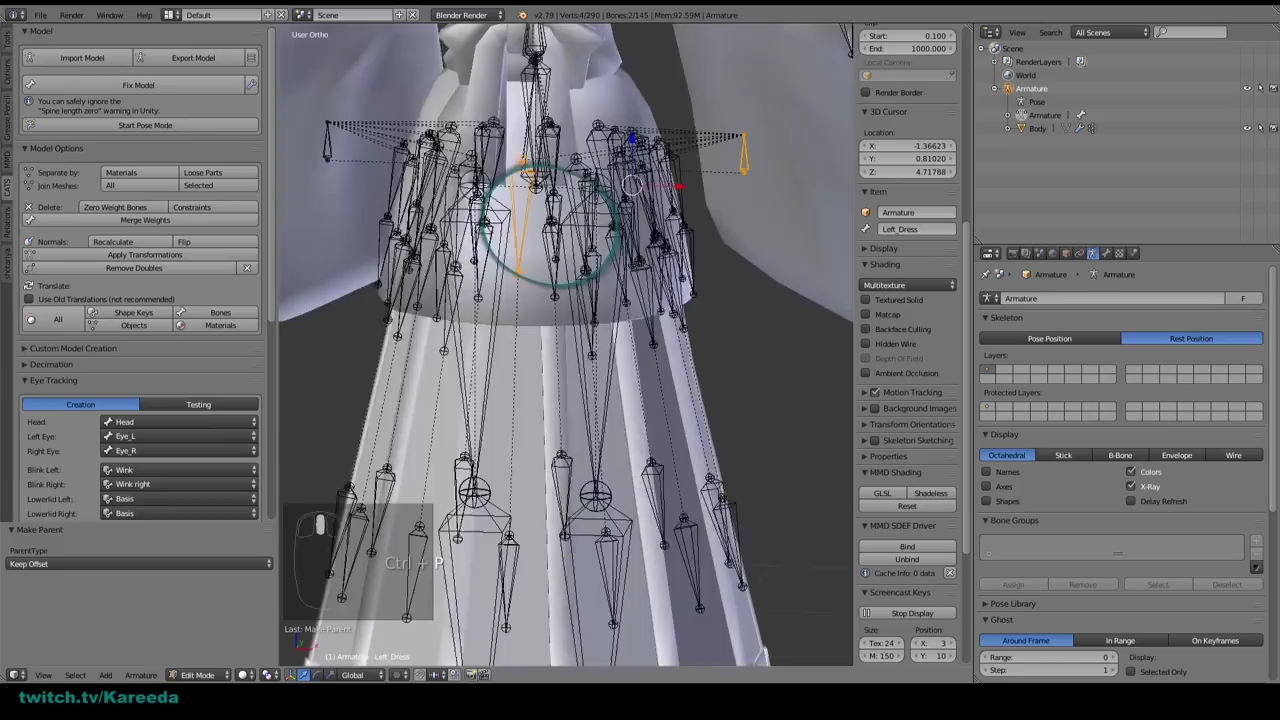 File Render Window Help Default Scene Blender Render v2.79 | Verts:4/290 | Bones:2/145 | Mem:92.59M | Armature
Model
Import Model Export Model
Fix Model
You can safely ignore the
"Spine length zero" warning in Unity.
Start Pose Mode
Model Options
Separate by: Materials Loose Parts
Join Meshes: All Selected
Delete: Zero Weight Bones Constraints
Merge Weights
Normals: Recalculate Flip
Apply Transformations
Remove Doubles
Translate:
Use Old Translations (not recommended)
All Shape Keys Bones
Objects Materials
Custom Model Creation
Decimation
Eye Tracking
Creation Testing
Head: Head
Left Eye: Eye_L
Right Eye: Eye_R
Blink Left: Wink
Blink Right: Wink right
Lowerlid Left: Basis
Lowerlid Right: Basis
Make Parent
ParentType
Keep Offset
Tools
Options
Grease Pencil
MMD
CATS
Relations
shotariya
User Ortho
Ctrl + P
Last: Make Parent
(1) Armature : Left_Dress
View Select Add Armature Edit Mode Global
Start: 0.100
End: 1000.000
Local Camera:
Render Border
3D Cursor
Location:
X: -1.36623
Y: 0.81020
Z: 4.71788
Item
Armature
Left_Dress
Display
Shading
Multitexture
Textured Solid
Matcap
Backface Culling
Hidden Wire
Depth Of Field
Ambient Occlusion
Motion Tracking
Background Images
Transform Orientations
Skeleton Sketching
Properties
MMD Shading
GLSL Shadeless
Reset
MMD SDEF Driver
Bind
Unbind
Cache Info: 0 data
Screencast Keys
Stop Display
Size: Position:
Tex: 24 X: 3
M: 150 Y: 10
View Search All Scenes
Scene
RenderLayers
World
Armature
Pose
Armature
Body
Armature Armature
Armature F
Skeleton
Pose Position Rest Position
Layers:
Protected Layers:
Display
Octahedral Stick B-Bone Envelope Wire
Names Colors
Axes X-Ray
Shapes Delay Refresh
Bone Groups
Assign Remove Select Deselect
Pose Library
Ghost
Around Frame In Range On Keyframes
Range: 0 Display:
Step: 1 Selected Only
twitch.tv/Kareeda